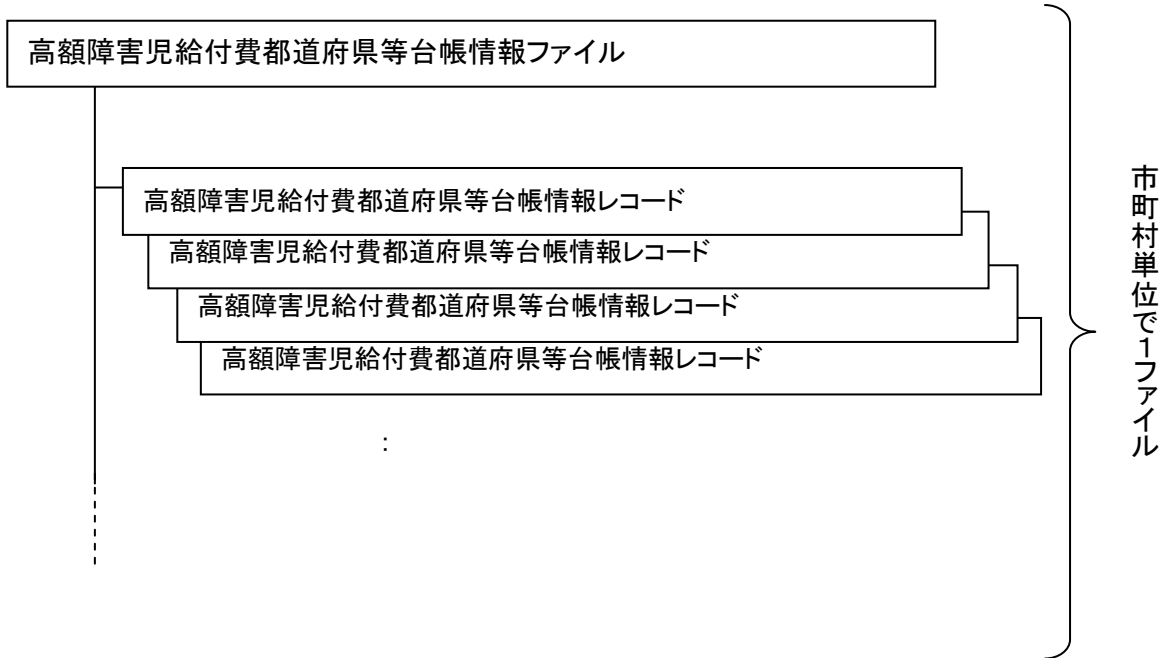 高額障害児給付費都道府県等台帳情報ファイル
高額障害児給付費都道府県等台帳情報レコード
高額障害児給付費都道府県等台帳情報レコード
高額障害児給付費都道府県等台帳情報レコード
高額障害児給付費都道府県等台帳情報レコード
:
市町村単位で1ファイル